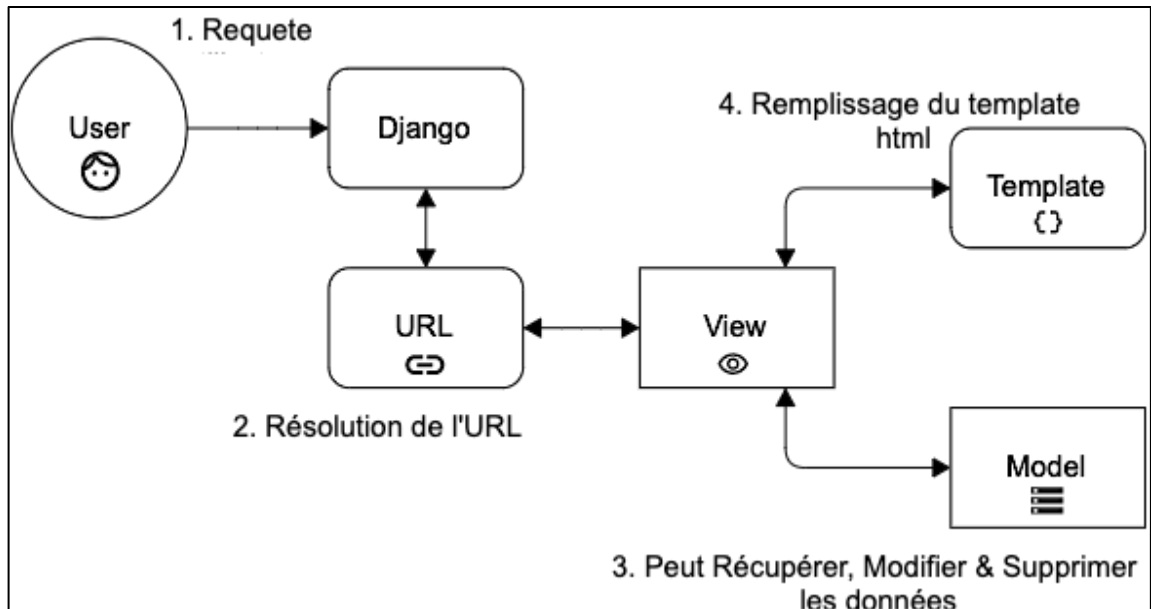 1. Requete
User
Django
4. Remplissage du template
html
Template
{}
URL
View
2. Résolution de l'URL
Model
3. Peut Récupérer, Modifier & Supprimer
les données